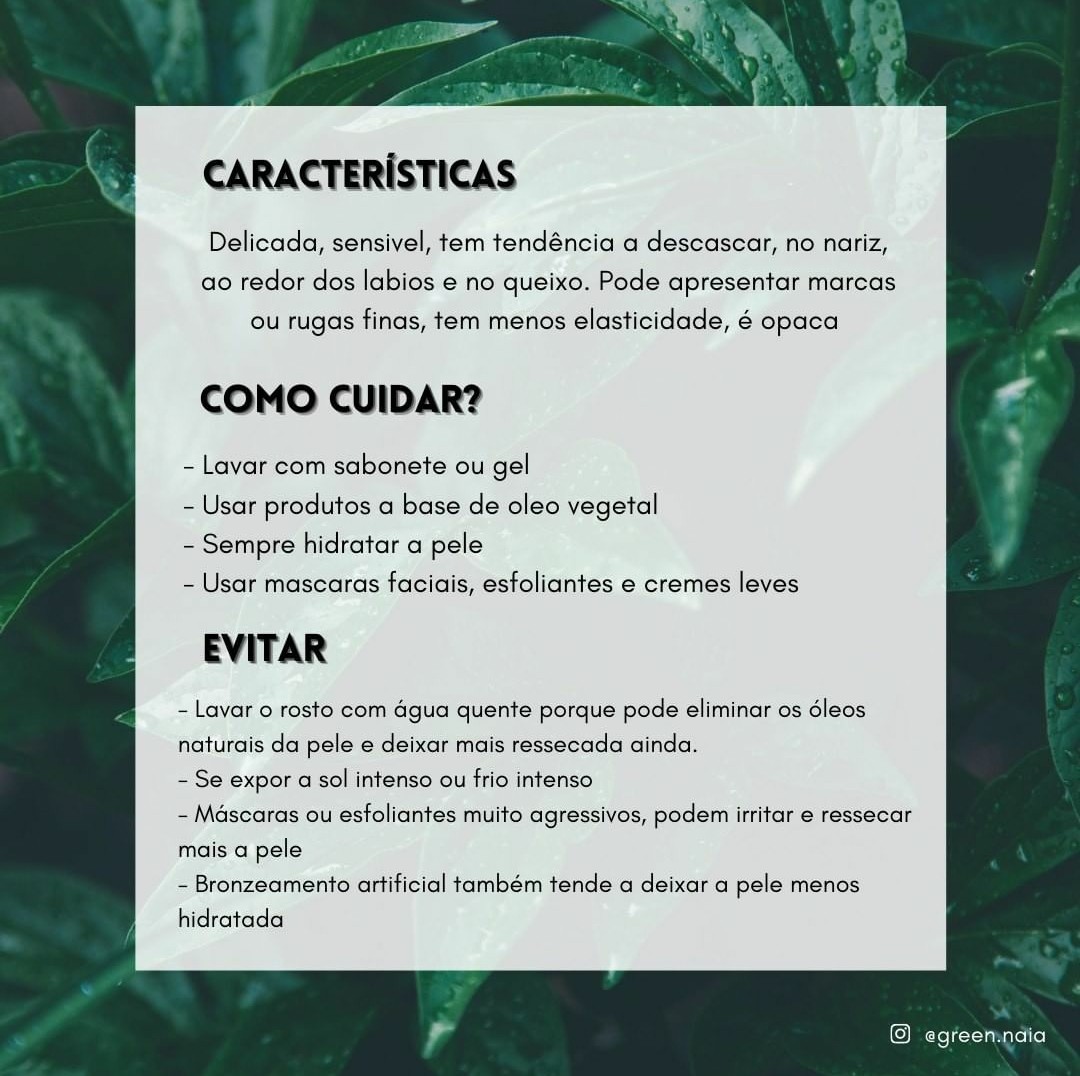 CARACTERÍSTICAS
Delicada, sensivel, tem tendência a descascar, no nariz,
ao redor dos labios e no queixo. Pode apresentar marcas
ou rugas finas, tem menos elasticidade, é opaca
COMO CUIDAR?
- Lavar com sabonete ou gel
- Usar produtos a base de oleo vegetal
- Sempre hidratar a pele
- Usar mascaras faciais, esfoliantes e cremes leves
EVITAR
- Lavar o rosto com água quente porque pode eliminar os óleos
naturais da pele e deixar mais ressecada ainda.
- Se expor a sol intenso ou frio intenso
- Máscaras ou esfoliantes muito agressivos, podem irritar e ressecar
mais a pele
- Bronzeamento artificial também tende a deixar a pele menos
hidratada
@green.naia